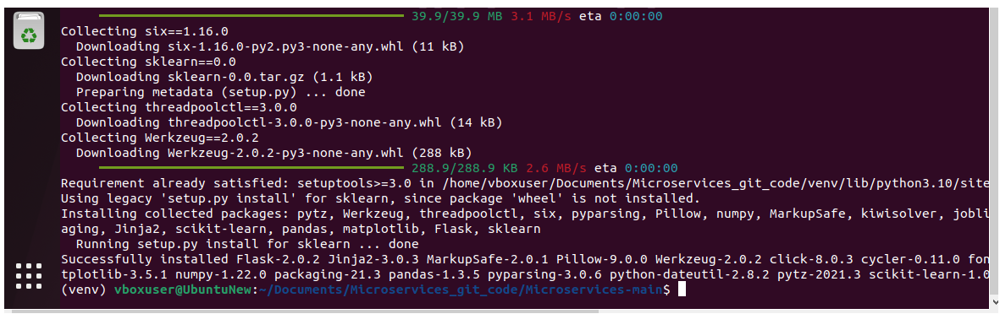 39.9/39.9 MB 3.1 MB/s eta 0:00:00
Collecting six==1.16.0
  Downloading six-1.16.0-py2.py3-none-any.whl (11 kB)
Collecting sklearn==0.0
  Downloading sklearn-0.0.tar.gz (1.1 kB)
  Preparing metadata (setup.py) ... done
Collecting threadpoolctl==3.0.0
  Downloading threadpoolctl-3.0.0-py3-none-any.whl (14 kB)
Collecting Werkzeug==2.0.2
  Downloading Werkzeug-2.0.2-py3-none-any.whl (288 kB)
288.9/288.9 KB 2.6 MB/s eta 0:00:00
Requirement already satisfied: setuptools>=3.0 in /home/vboxuser/Documents/Microservices_git_code/venv/lib/python3.10/site
Using legacy 'setup.py install' for sklearn, since package 'wheel' is not installed.
Installing collected packages: pytz, Werkzeug, threadpoolctl, six, pyparsing, Pillow, numpy, MarkupSafe, kiwisolver, jobli
aging, Jinja2, scikit-learn, pandas, matplotlib, Flask, sklearn
  Running setup.py install for sklearn ... done
Successfully installed Flask-2.0.2 Jinja2-3.0.3 MarkupSafe-2.0.1 Pillow-9.0.0 Werkzeug-2.0.2 click-8.0.3 cycler-0.11.0 fon
tplotlib-3.5.1 numpy-1.22.0 packaging-21.3 pandas-1.3.5 pyparsing-3.0.6 python-dateutil-2.8.2 pytz-2021.3 scikit-learn-1.0
(venv) vboxuser@UbuntuNew:~/Documents/Microservices_git_code/Microservices-main$